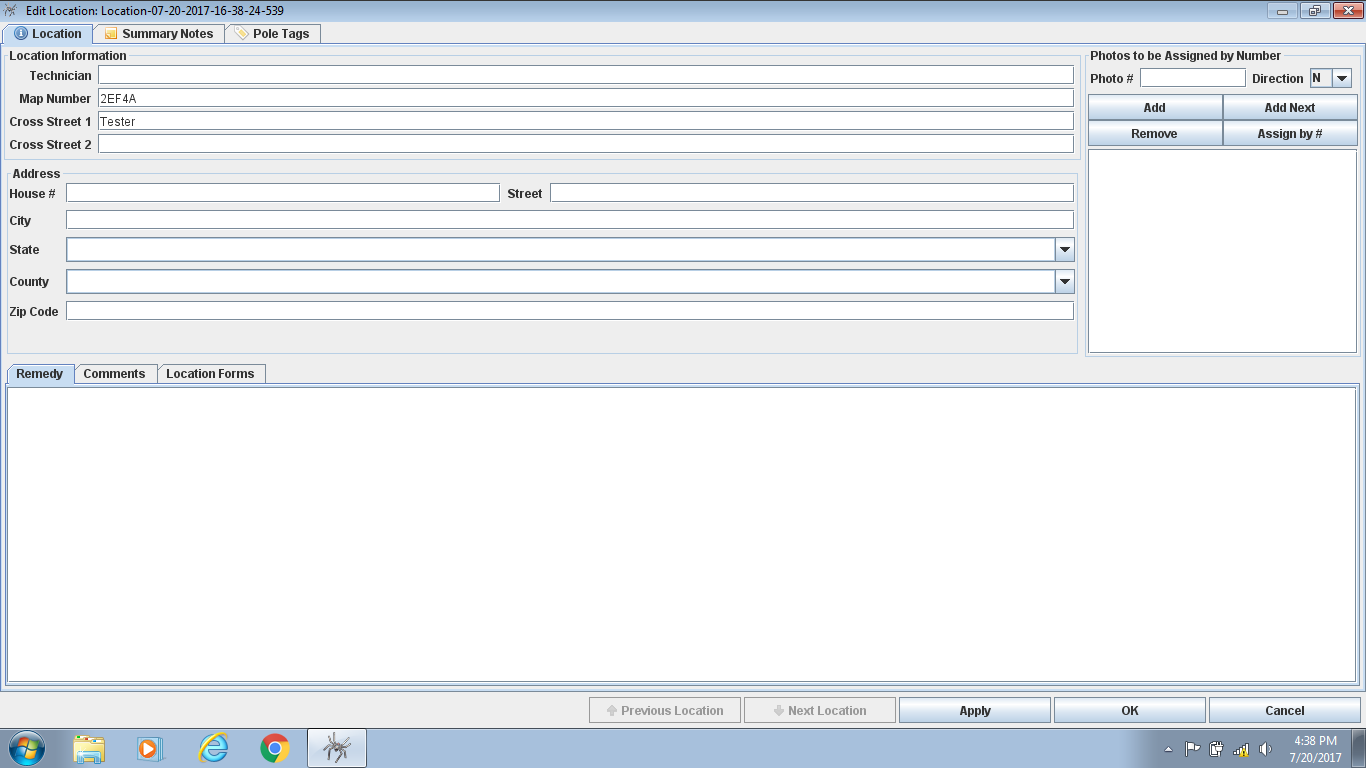 Edit Location: Location-07-20-2017-16-38-24-539
Location Summary Notes Pole Tags
Location Information
Technician
Map Number 2EF4A
Cross Street 1 Tester
Cross Street 2
Photos to be Assigned by Number
Photo # Direction N
Add Add Next
Remove Assign by #
Address
House # Street
City
State
County
Zip Code
Remedy Comments Location Forms
Previous Location Next Location Apply OK Cancel
4:38 PM
7/20/2017